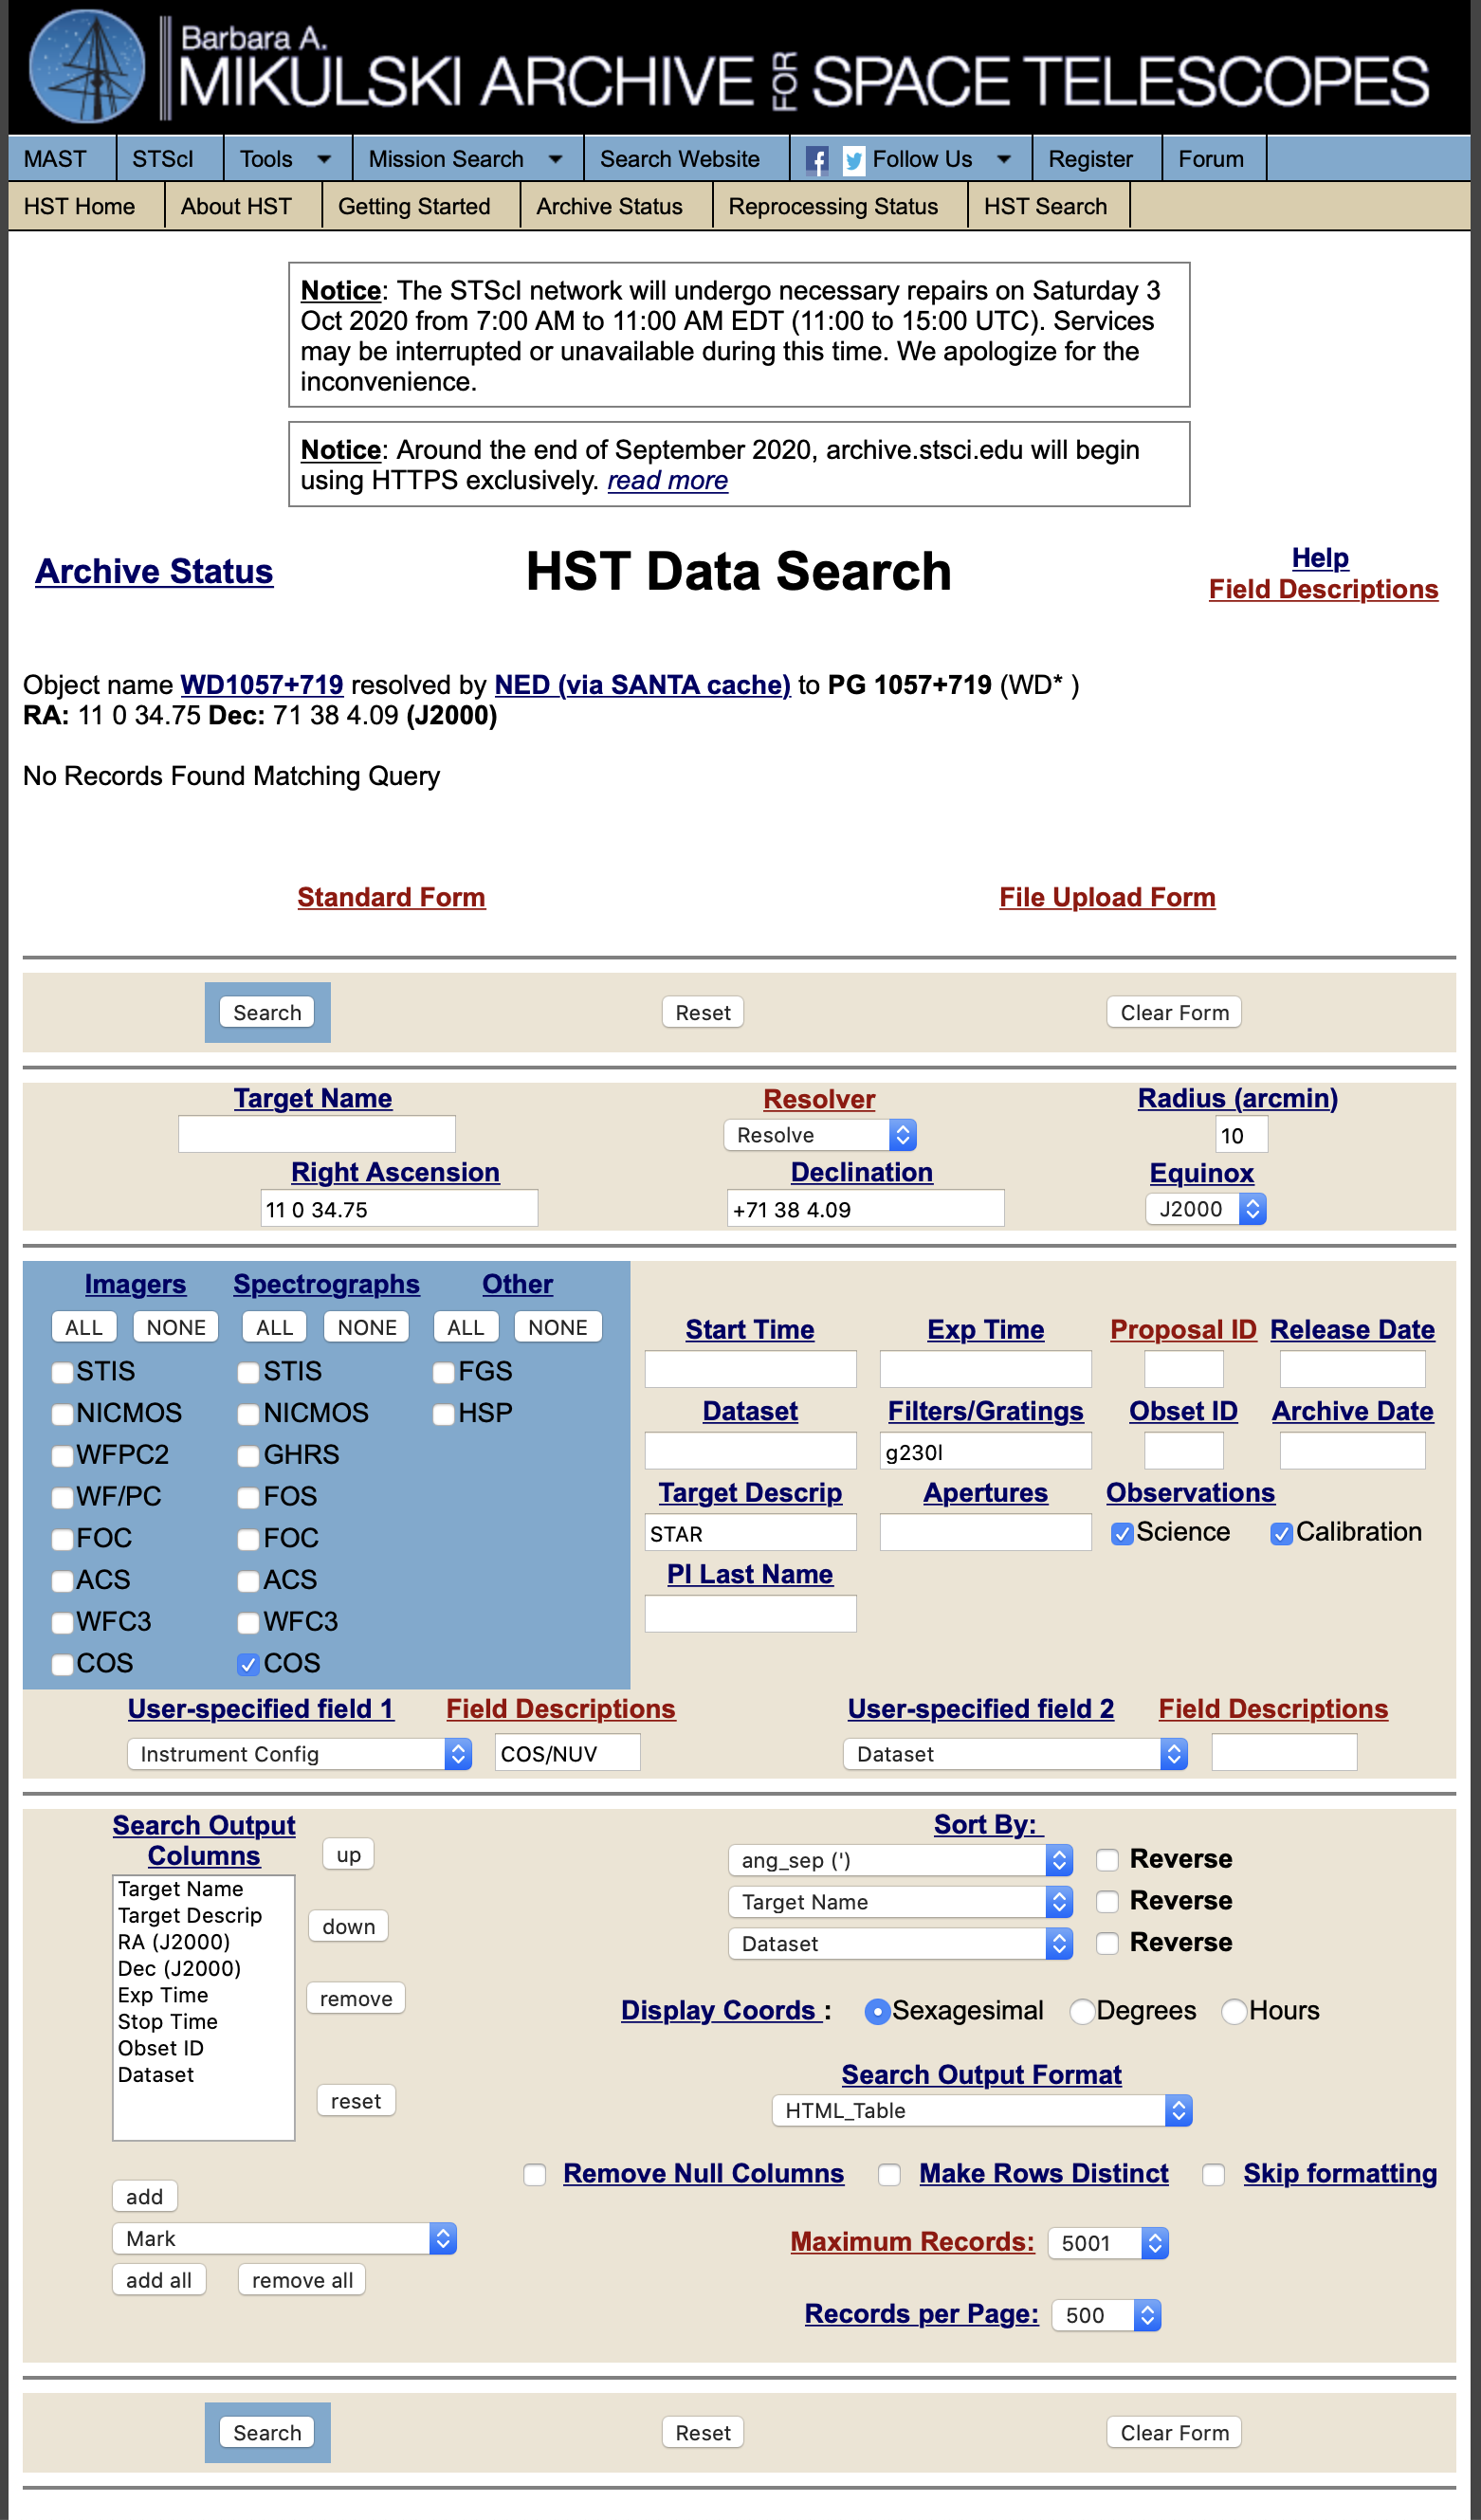 Barbara A.
MIKULSKI ARCHIVE FOR SPACE TELESCOPES
MAST STScI Tools Mission Search Search Website Follow Us Register Forum
HST Home About HST Getting Started Archive Status Reprocessing Status HST Search
Notice: The STScI network will undergo necessary repairs on Saturday 3
Oct 2020 from 7:00 AM to 11:00 AM EDT (11:00 to 15:00 UTC). Services
may be interrupted or unavailable during this time. We apologize for the
inconvenience.
Notice: Around the end of September 2020, archive.stsci.edu will begin
using HTTPS exclusively. read more
Archive Status HST Data Search Help
Field Descriptions
Object name WD1057+719 resolved by NED (via SANTA cache) to PG 1057+719 (WD* )
RA: 11 0 34.75 Dec: 71 38 4.09 (J2000)
No Records Found Matching Query
Standard Form File Upload Form
Search Reset Clear Form
Target Name Resolver Radius (arcmin)
Resolve 10
Right Ascension Declination Equinox
11 0 34.75 +71 38 4.09 J2000
Imagers Spectrographs Other
ALL NONE ALL NONE ALL NONE
STIS STIS FGS
NICMOS NICMOS HSP
WFPC2 GHRS
WF/PC FOS
FOC FOC
ACS ACS
WFC3 WFC3
COS COS
Start Time Exp Time Proposal ID Release Date
Dataset Filters/Gratings Obset ID Archive Date
g230l
Target Descrip Apertures Observations
STAR Science Calibration
PI Last Name
User-specified field 1 Field Descriptions User-specified field 2 Field Descriptions
Instrument Config COS/NUV Dataset
Search Output
Columns
up
Target Name
Target Descrip
RA (J2000)
Dec (J2000)
Exp Time
Stop Time
Obset ID
Dataset
down
remove
reset
add
Mark
add all remove all
Sort By:
ang_sep (') Reverse
Target Name Reverse
Dataset Reverse
Display Coords : Sexagesimal Degrees Hours
Search Output Format
HTML_Table
Remove Null Columns Make Rows Distinct Skip formatting
Maximum Records: 5001
Records per Page: 500
Search Reset Clear Form